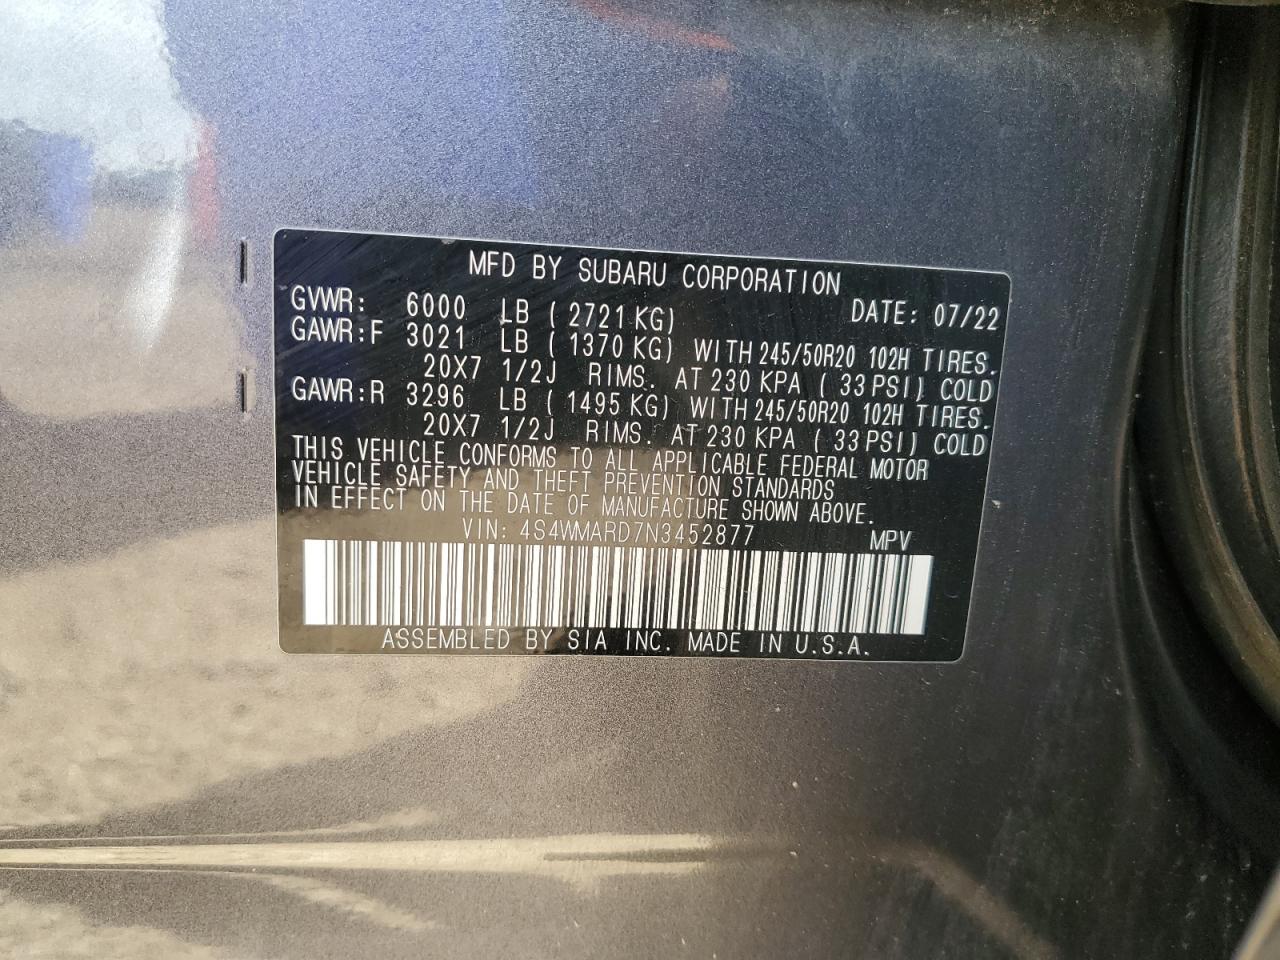 MFD BY SUBARU CORPORATION
GVWR: 6000 LB ( 2721 KG) DATE: 07/22
GAWR:F 3021 LB ( 1370 KG) WITH 245/50R20 102H TIRES.
20X7 1/2J RIMS. AT 230 KPA ( 33 PSI) COLD
GAWR:R 3296 LB ( 1495 KG) WITH 245/50R20 102H TIRES.
20X7 1/2J RIMS. AT 230 KPA ( 33 PSI) COLD
THIS VEHICLE CONFORMS TO ALL APPLICABLE FEDERAL MOTOR
VEHICLE SAFETY AND THEFT PREVENTION STANDARDS
IN EFFECT ON THE DATE OF MANUFACTURE SHOWN ABOVE.
VIN: 4S4WMARD7N3452877 MPV
ASSEMBLED BY SIA INC. MADE IN U.S.A.